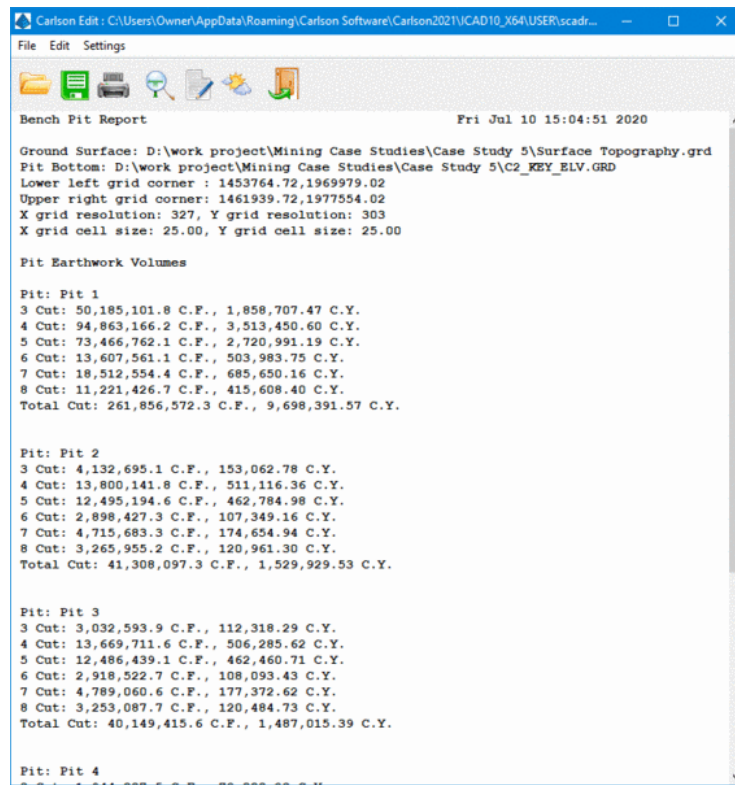 Carlson Edit : C:\Users\Owner\AppData\Roaming\Carlson Software\Carlson2021\ICAD10_X64\USER\scadr...
File Edit Settings
Bench Pit Report Fri Jul 10 15:04:51 2020
Ground Surface: D:\work project\Mining Case Studies\Case Study 5\Surface Topography.grd
Pit Bottom: D:\work project\Mining Case Studies\Case Study 5\C2_KEY_ELV.GRD
Lower left grid corner : 1453764.72,1969979.02
Upper right grid corner: 1461939.72,1977554.02
X grid resolution: 327, Y grid resolution: 303
X grid cell size: 25.00, Y grid cell size: 25.00
Pit Earthwork Volumes
Pit: Pit 1
3 Cut: 50,185,101.8 C.F., 1,858,707.47 C.Y.
4 Cut: 94,863,166.2 C.F., 3,513,450.60 C.Y.
5 Cut: 73,466,762.1 C.F., 2,720,991.19 C.Y.
6 Cut: 13,607,561.1 C.F., 503,983.75 C.Y.
7 Cut: 18,512,554.4 C.F., 685,650.16 C.Y.
8 Cut: 11,221,426.7 C.F., 415,608.40 C.Y.
Total Cut: 261,856,572.3 C.F., 9,698,391.57 C.Y.
Pit: Pit 2
3 Cut: 4,132,695.1 C.F., 153,062.78 C.Y.
4 Cut: 13,800,141.8 C.F., 511,116.36 C.Y.
5 Cut: 12,495,194.6 C.F., 462,784.98 C.Y.
6 Cut: 2,898,427.3 C.F., 107,349.16 C.Y.
7 Cut: 4,715,683.3 C.F., 174,654.94 C.Y.
8 Cut: 3,265,955.2 C.F., 120,961.30 C.Y.
Total Cut: 41,308,097.3 C.F., 1,529,929.53 C.Y.
Pit: Pit 3
3 Cut: 3,032,593.9 C.F., 112,318.29 C.Y.
4 Cut: 13,669,711.6 C.F., 506,285.62 C.Y.
5 Cut: 12,486,439.1 C.F., 462,460.71 C.Y.
6 Cut: 2,918,522.7 C.F., 108,093.43 C.Y.
7 Cut: 4,789,060.6 C.F., 177,372.62 C.Y.
8 Cut: 3,253,087.7 C.F., 120,484.73 C.Y.
Total Cut: 40,149,415.6 C.F., 1,487,015.39 C.Y.
Pit: Pit 4